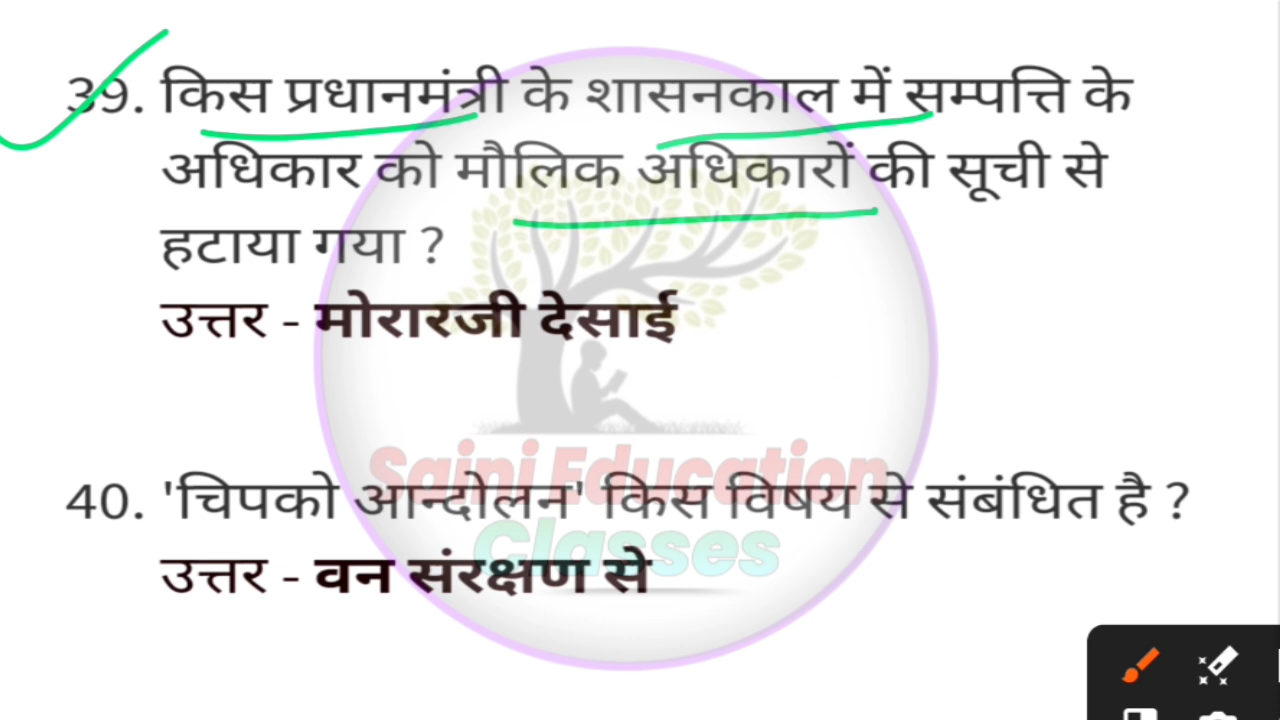 39. किस प्रधानमंत्री के शासनकाल में सम्पत्ति के
अधिकार को मौलिक अधिकारों की सूची से
हटाया गया ?
उत्तर - मोरारजी देसाई
Saini Education
Classes
40. 'चिपको आन्दोलन' किस विषय से संबंधित है ?
उत्तर - वन संरक्षण से